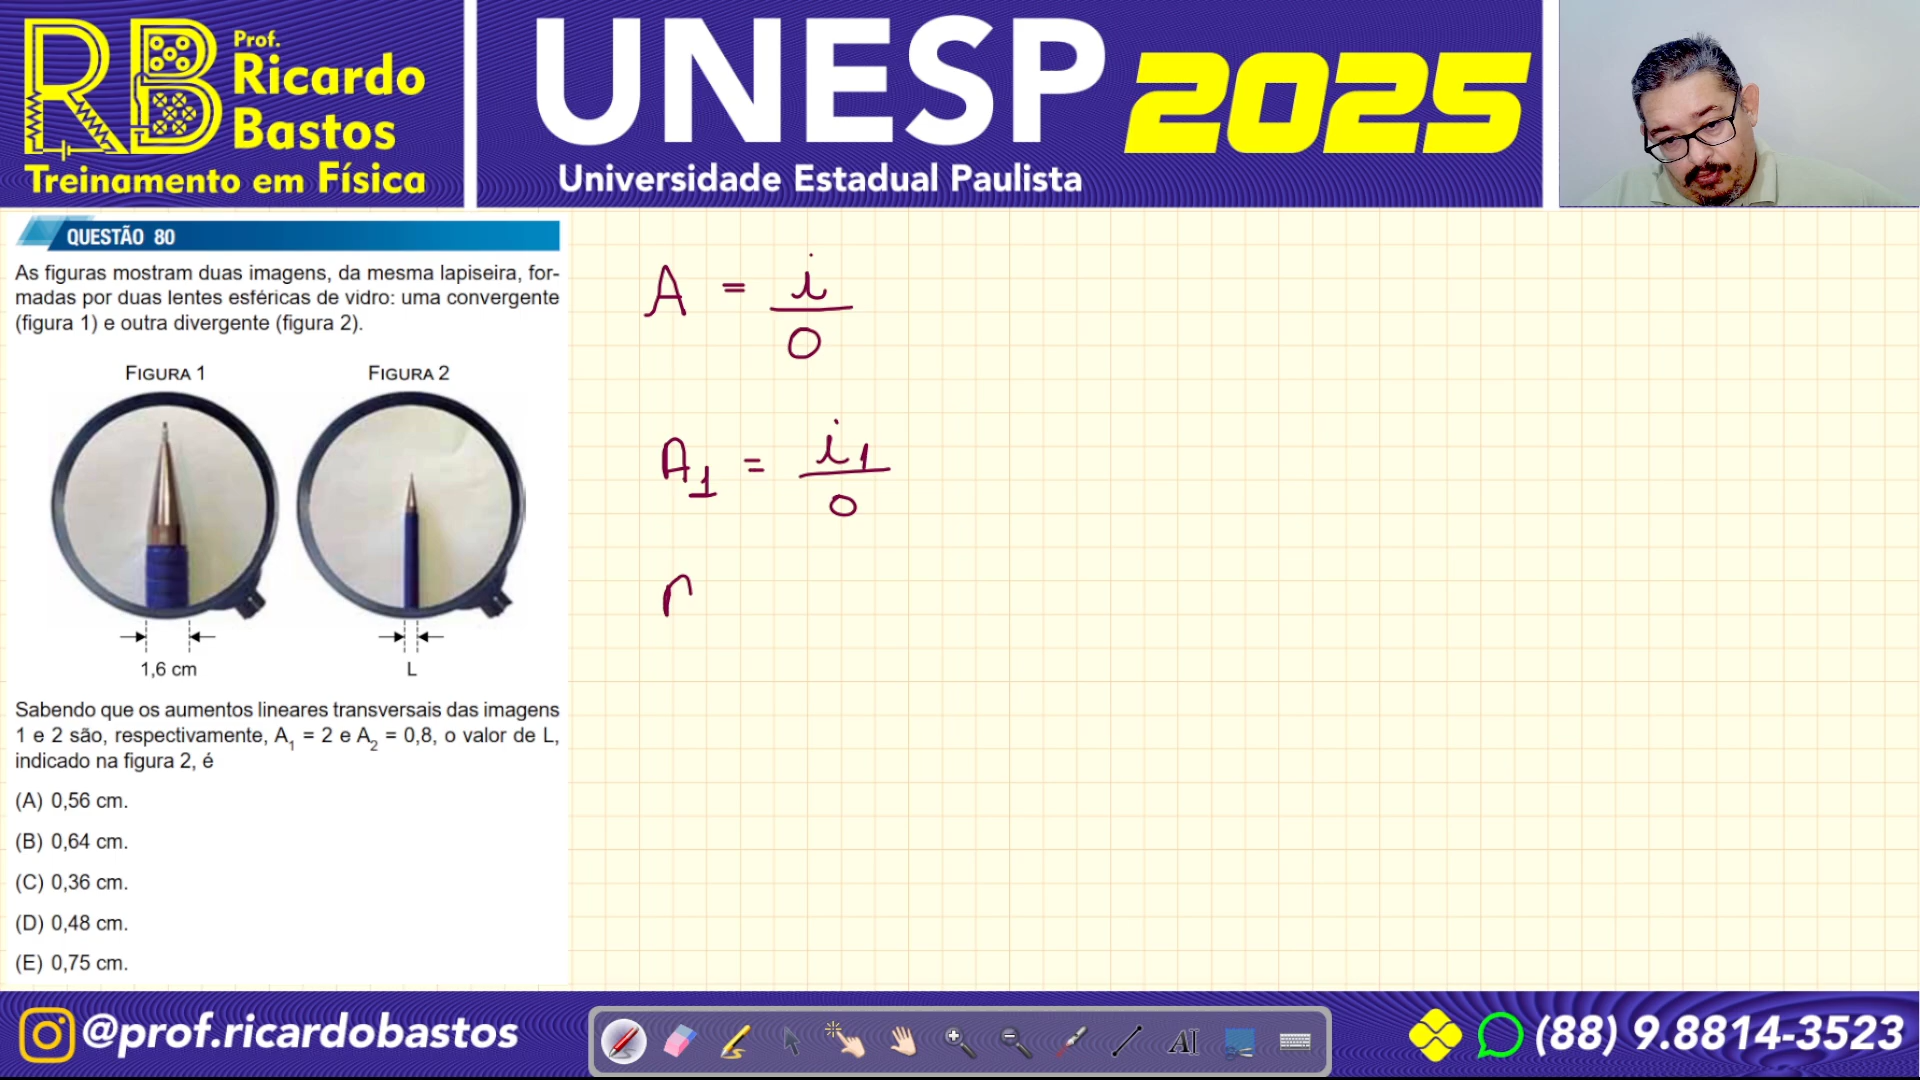 RB
Prof.
Ricardo
Bastos
Treinamento em Física
UNESP 2025
Universidade Estadual Paulista
QUESTÃO 80
As figuras mostram duas imagens, da mesma lapiseira, for-
madas por duas lentes esféricas de vidro: uma convergente
(figura 1) e outra divergente (figura 2).
FIGURA 1 FIGURA 2
1,6 cm L
Sabendo que os aumentos lineares transversais das imagens
1 e 2 são, respectivamente, A₁ = 2 e A₂ = 0,8, o valor de L,
indicado na figura 2, é
(A) 0,56 cm.
(B) 0,64 cm.
(C) 0,36 cm.
(D) 0,48 cm.
(E) 0,75 cm.
A = i/o
A₁ = i₁/o
@prof.ricardobastos
AI
(88) 9.8814-3523